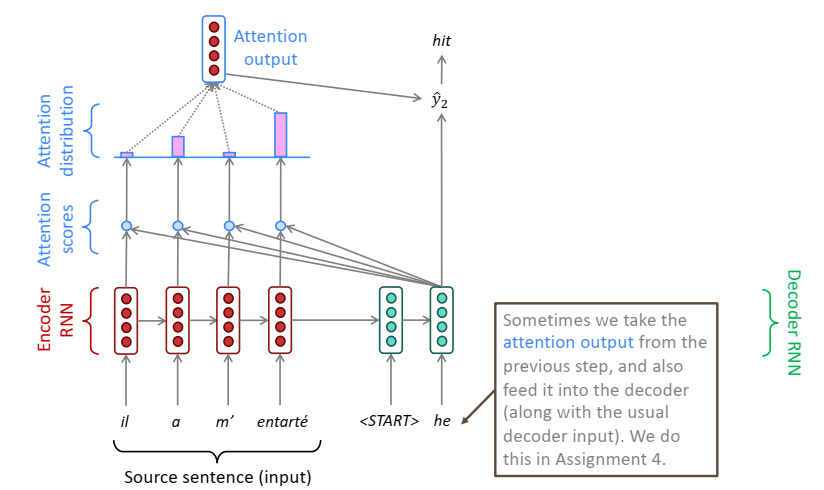 Attention
output
hit
ŷ₂
Attention
distribution
Attention
scores
Encoder
RNN
Decoder RNN
Sometimes we take the
attention output from the
previous step, and also
feed it into the decoder
(along with the usual
decoder input). We do
this in Assignment 4.
il a m’ entarté <START> he
Source sentence (input)